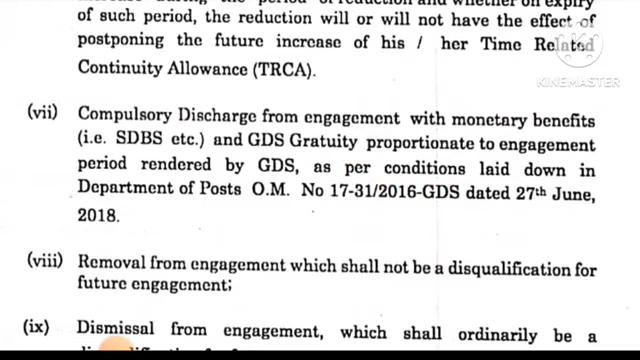 of such period, the reduction will or will not have the effect of
postponing the future increase of his / her Time Related
Continuity Allowance (TRCA).
KINEMASTER
(vii) Compulsory Discharge from engagement with monetary benefits
(i.e. SDBS etc.) and GDS Gratuity proportionate to engagement
period rendered by GDS, as per conditions laid down in
Department of Posts O.M. No 17-31/2016-GDS dated 27th June,
2018.
(viii) Removal from engagement which shall not be a disqualification for
future engagement;
(ix) Dismissal from engagement, which shall ordinarily be a